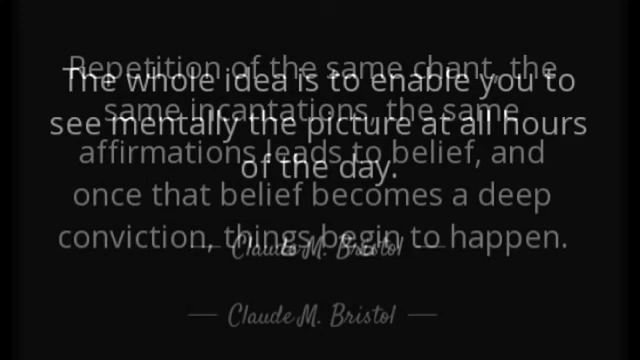 The whole idea is to enable you to
see mentally the picture at all hours
of the day.
— Claude M. Bristol —
Repetition of the same chant, the
same incantations, the same
affirmations leads to belief, and
once that belief becomes a deep
conviction, things begin to happen.
— Claude M. Bristol —